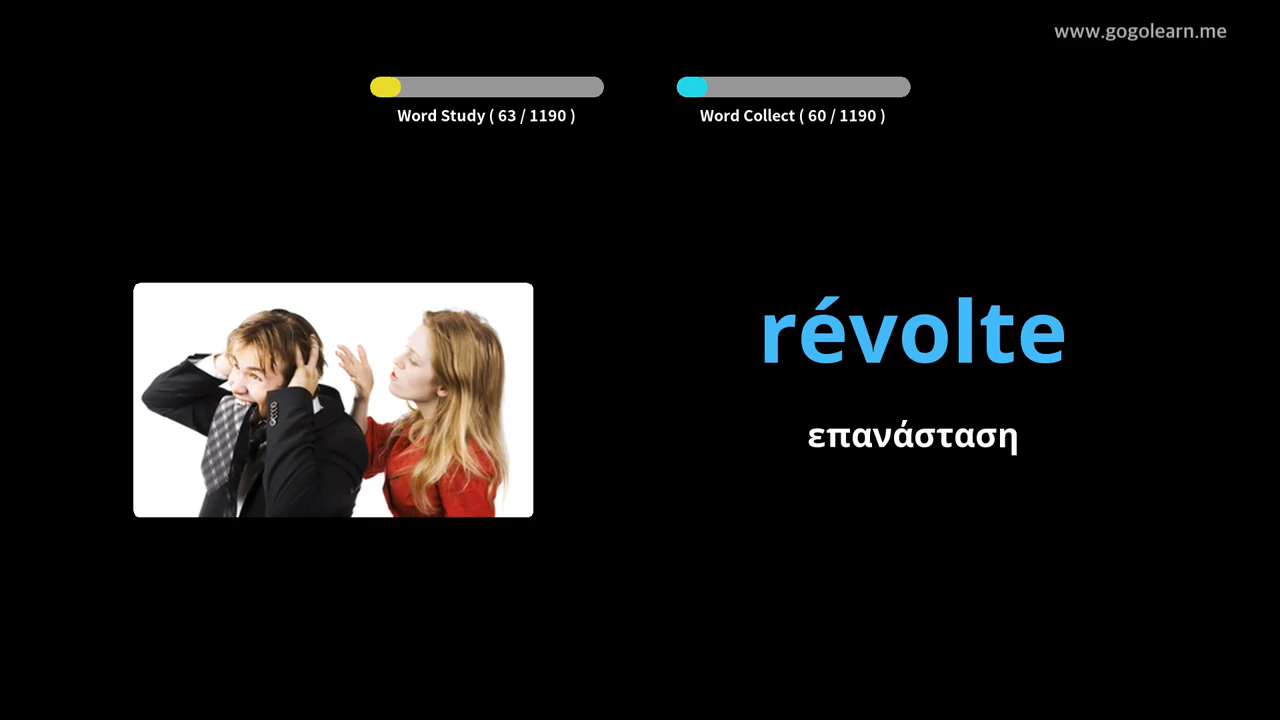 www.gogolearn.me
Word Study ( 63 / 1190 )
Word Collect ( 60 / 1190 )
révolte
επανάσταση